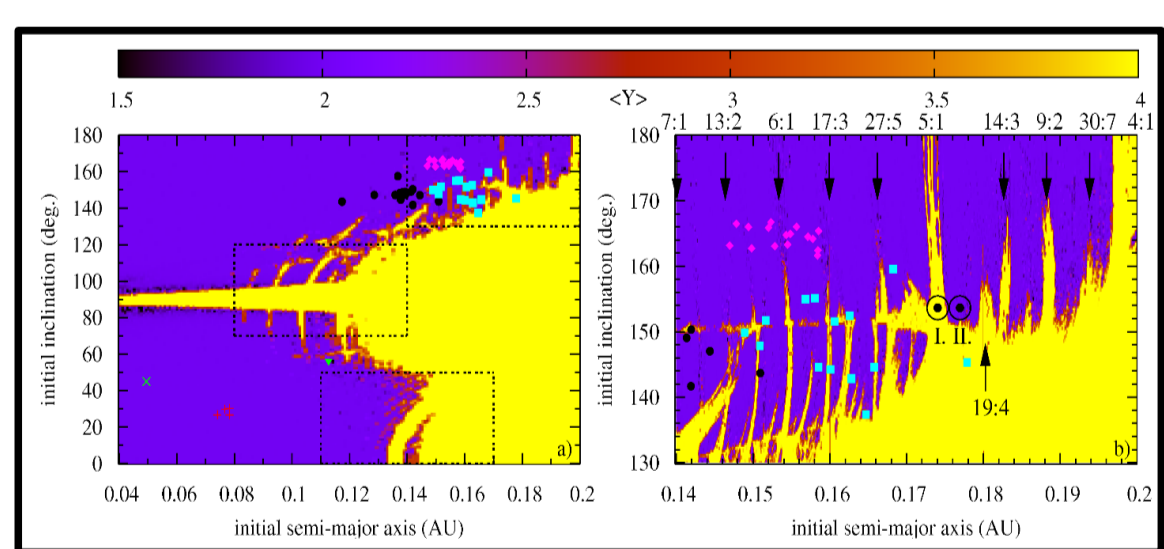 1.5 2 2.5 <Y> 3 3.5 4
7:1 13:2 6:1 17:3 27:5 5:1 14:3 9:2 30:7 4:1
180
160
140
120
100
80
60
40
20
0
initial inclination (deg.)
a)
0.04 0.06 0.08 0.1 0.12 0.14 0.16 0.18 0.2
initial semi-major axis (AU)
180
170
160
150
140
130
initial inclination (deg.)
I. II.
19:4
b)
0.14 0.15 0.16 0.17 0.18 0.19 0.2
initial semi-major axis (AU)